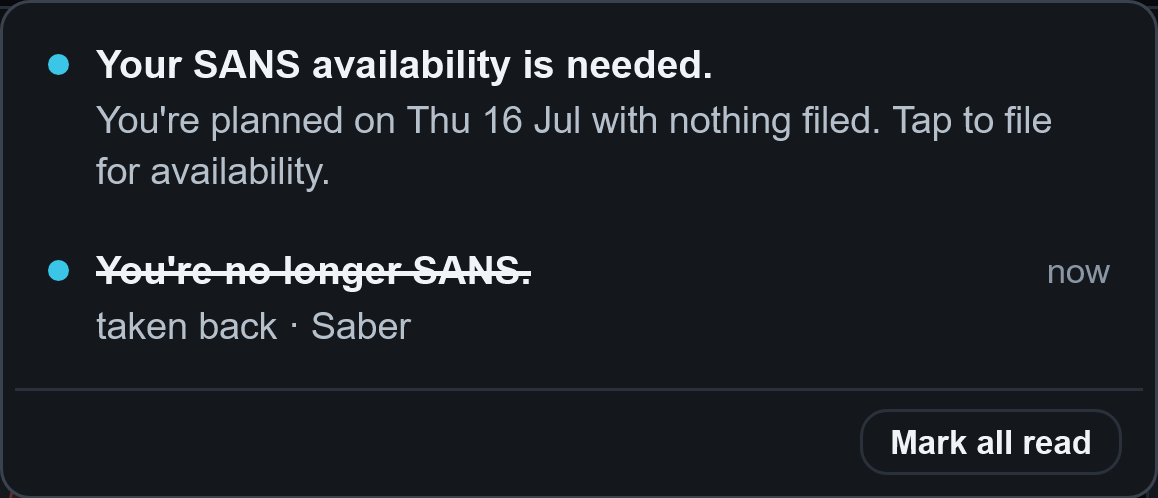 Your SANS availability is needed.
You're planned on Thu 16 Jul with nothing filed. Tap to file
for availability.
You're no longer SANS.
now
taken back · Saber
Mark all read